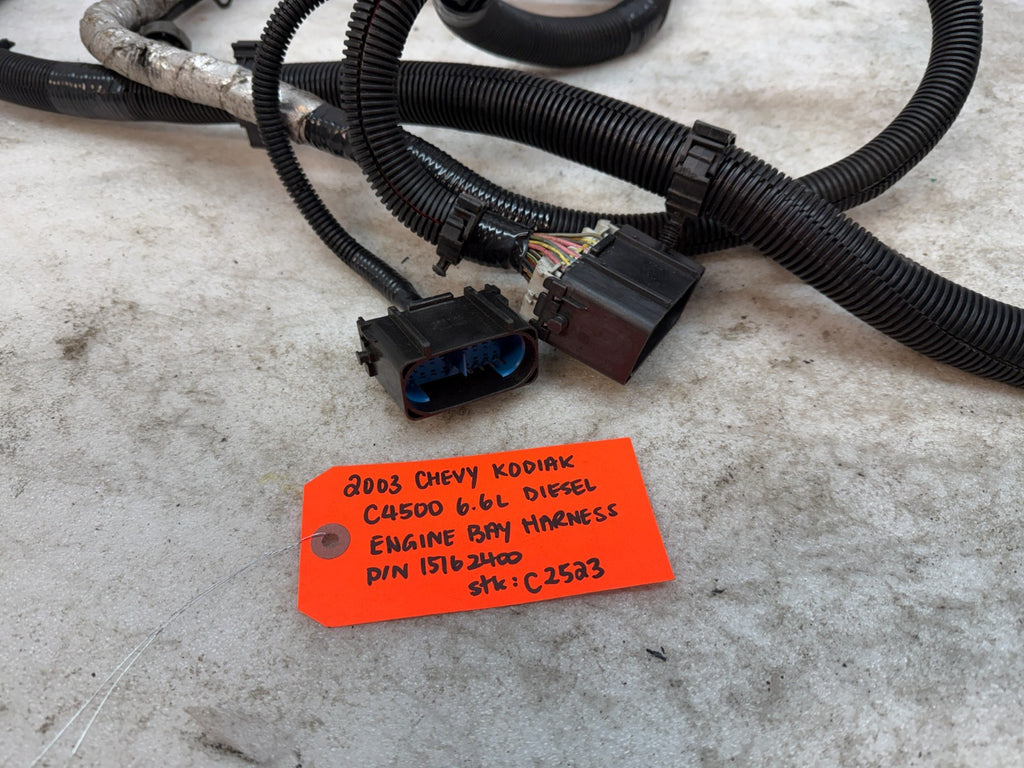 2003 CHEVY KODIAK
C4500 6.6L DIESEL
ENGINE BAY HARNESS
P/N 15162400
stk: C2523